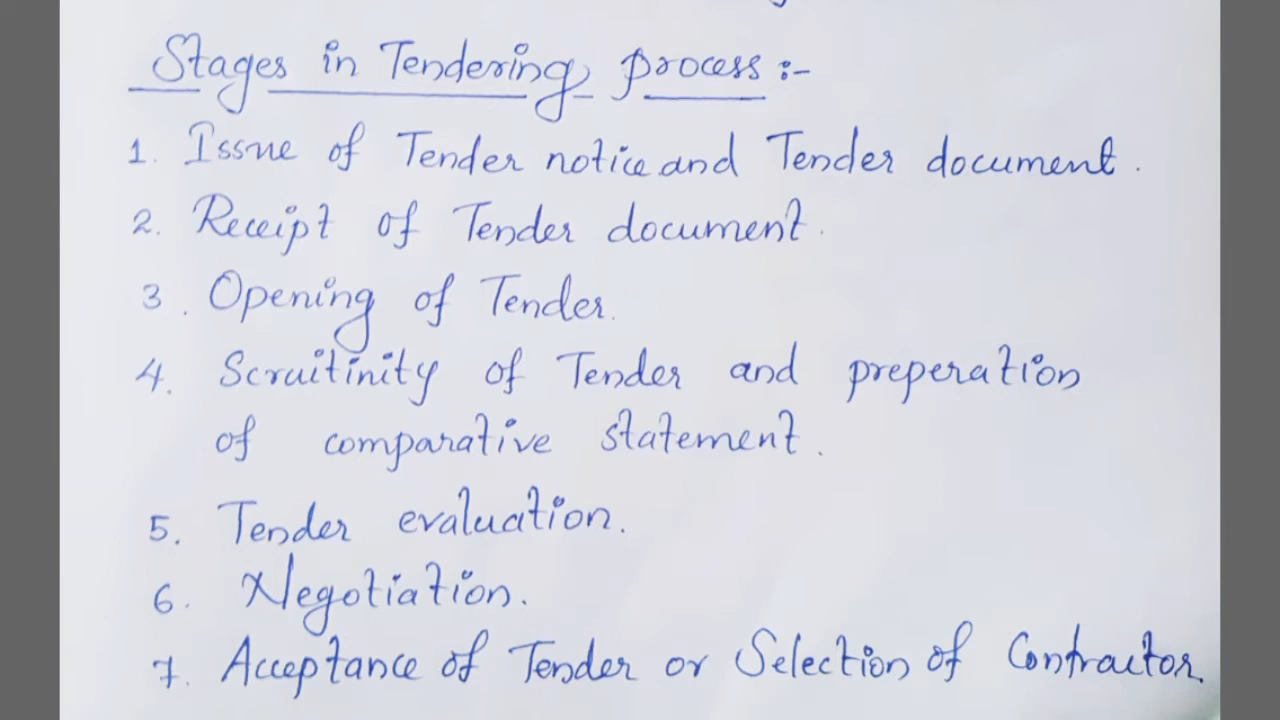 Stages in Tendering process :-
1. Issue of Tender notice and Tender document.
2. Receipt of Tender document.
3. Opening of Tender.
4. Scruitinity of Tender and preperation
of comparative statement.
5. Tender evaluation.
6. Negotiation.
7. Acceptance of Tender or Selection of Contractor.